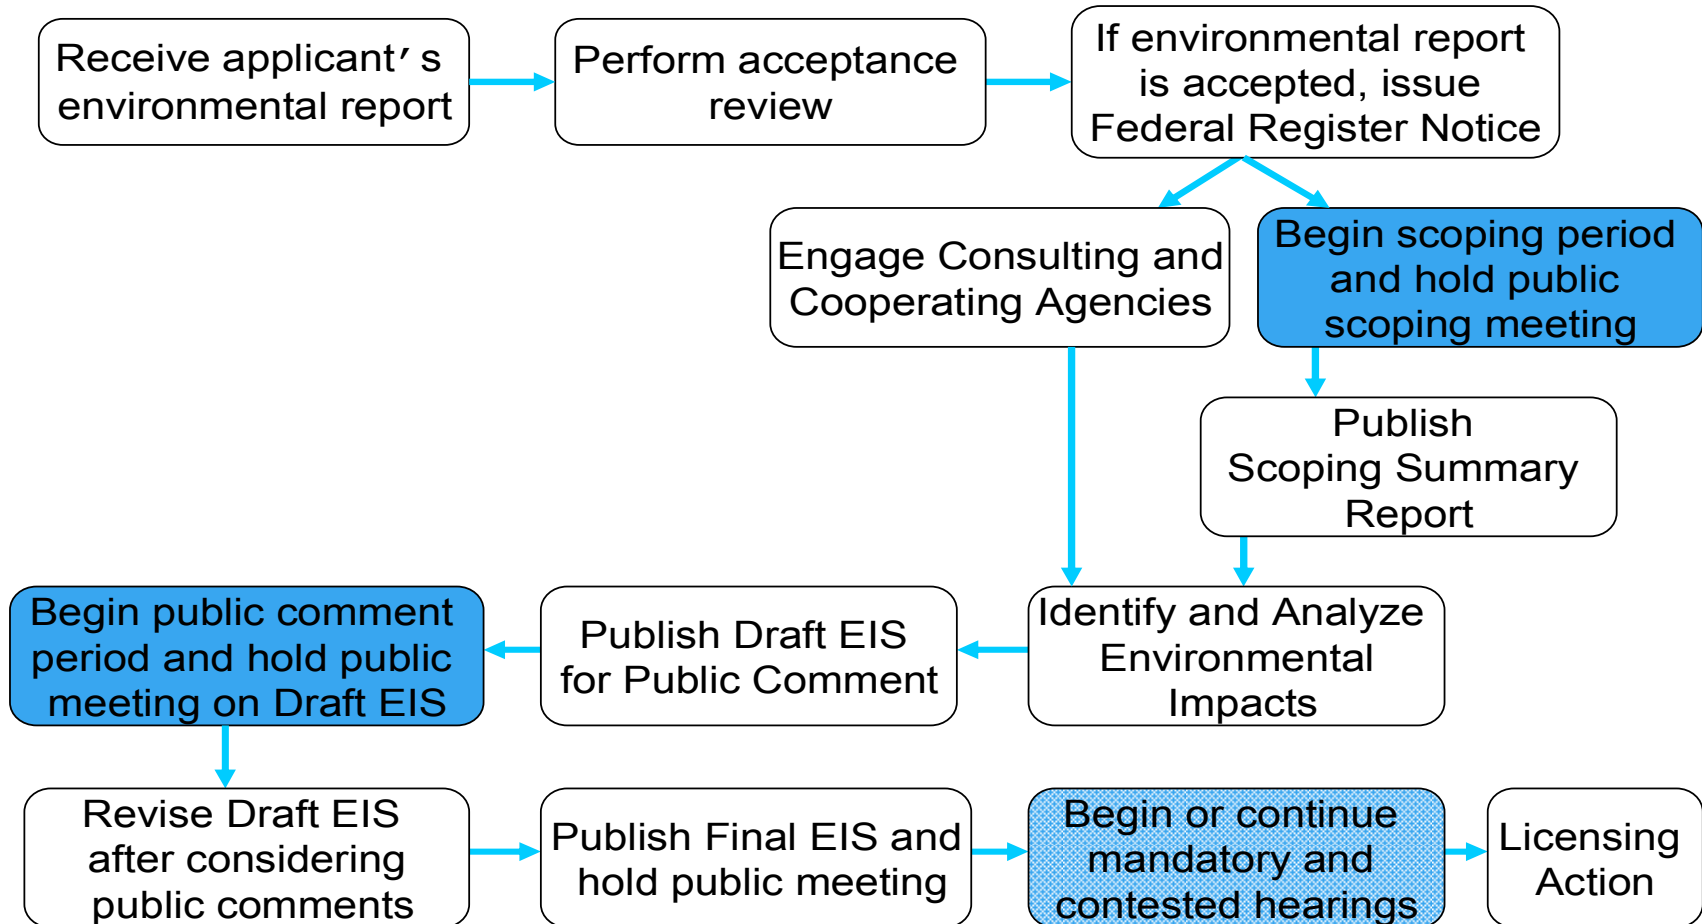 Receive applicant’s
environmental report
Perform acceptance
review
If environmental report
is accepted, issue
Federal Register Notice
Engage Consulting and
Cooperating Agencies
Begin scoping period
and hold public
scoping meeting
Publish
Scoping Summary
Report
Identify and Analyze
Environmental
Impacts
Publish Draft EIS
for Public Comment
Begin public comment
period and hold public
meeting on Draft EIS
Revise Draft EIS
after considering
public comments
Publish Final EIS and
hold public meeting
Begin or continue
mandatory and
contested hearings
Licensing
Action